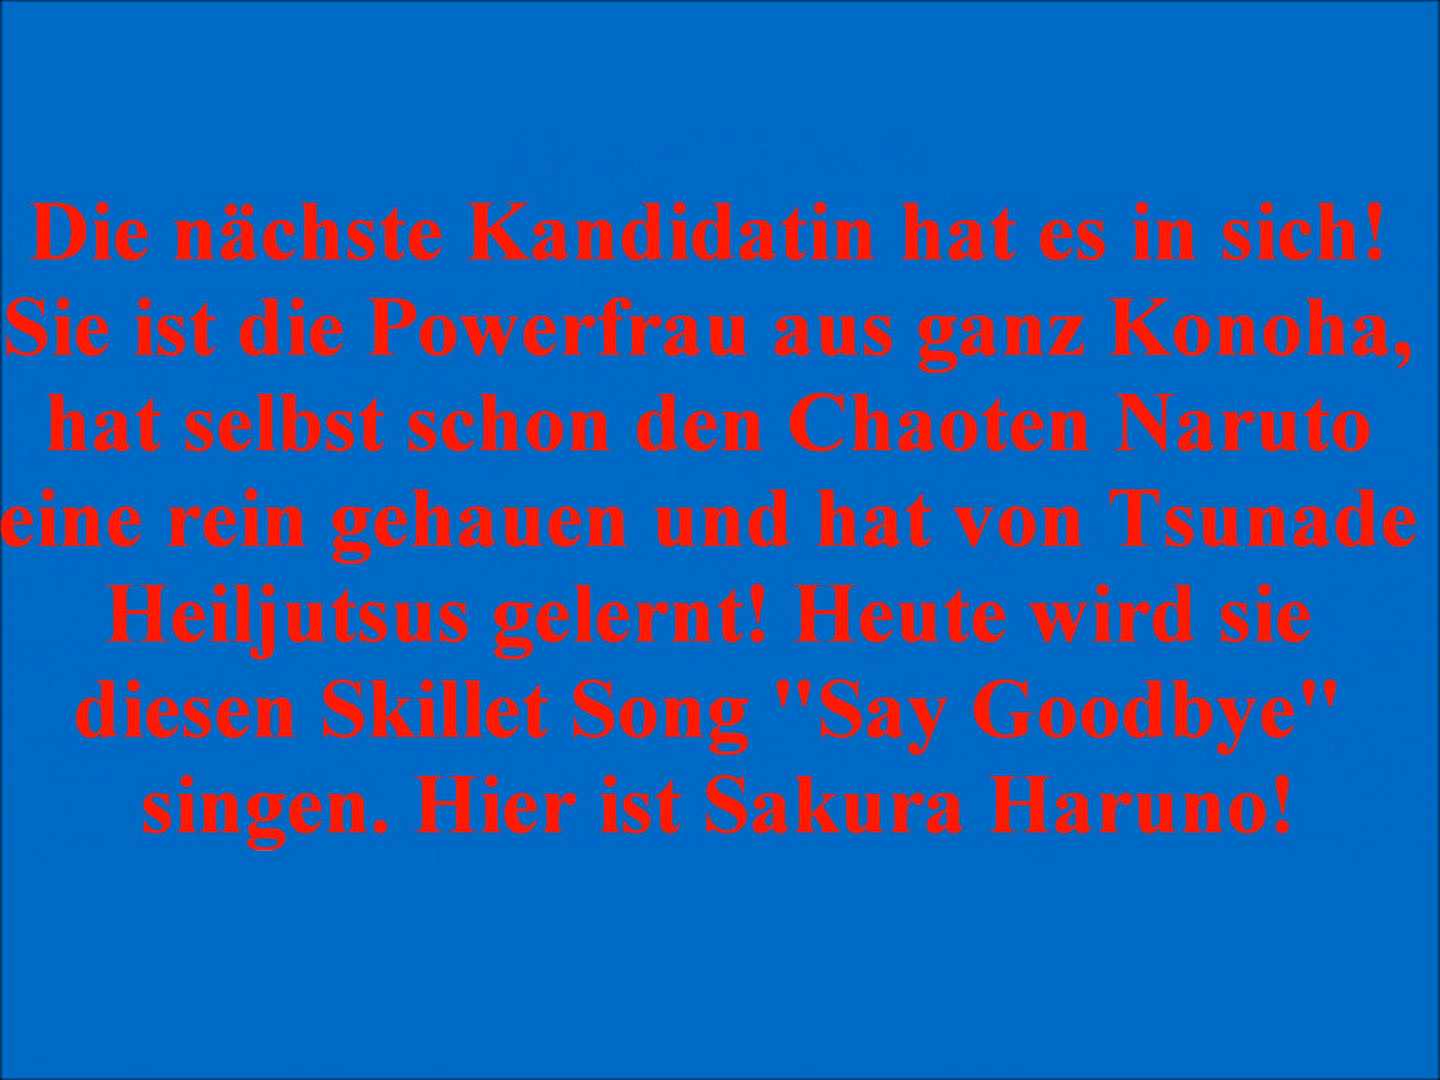 Die nächste Kandidatin hat es in sich!
Sie ist die Powerfrau aus ganz Konoha,
hat selbst schon den Chaoten Naruto
eine rein gehauen und hat von Tsunade
Heiljutsus gelernt! Heute wird sie
diesen Skillet Song "Say Goodbye"
singen. Hier ist Sakura Haruno!